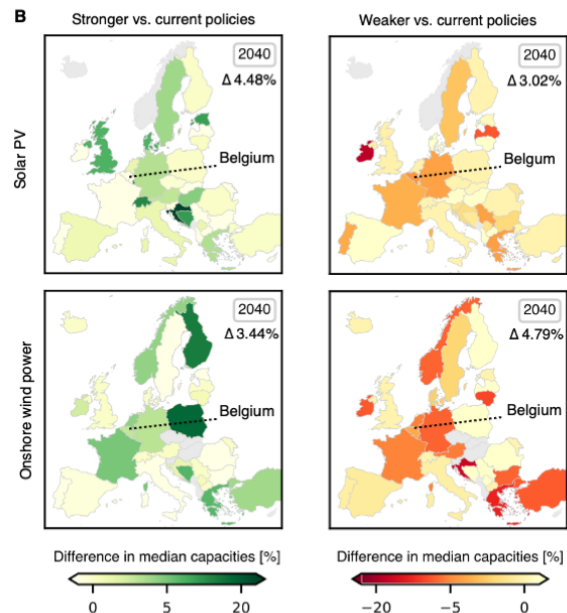 B
Stronger vs. current policies
Weaker vs. current policies
Solar PV
2040
Δ 4.48%
Belgium
2040
Δ 3.02%
Belgium
Onshore wind power
2040
Δ 3.44%
Belgium
2040
Δ 4.79%
Belgium
Difference in median capacities [%]
0 5 20
Difference in median capacities [%]
−20 −5 0